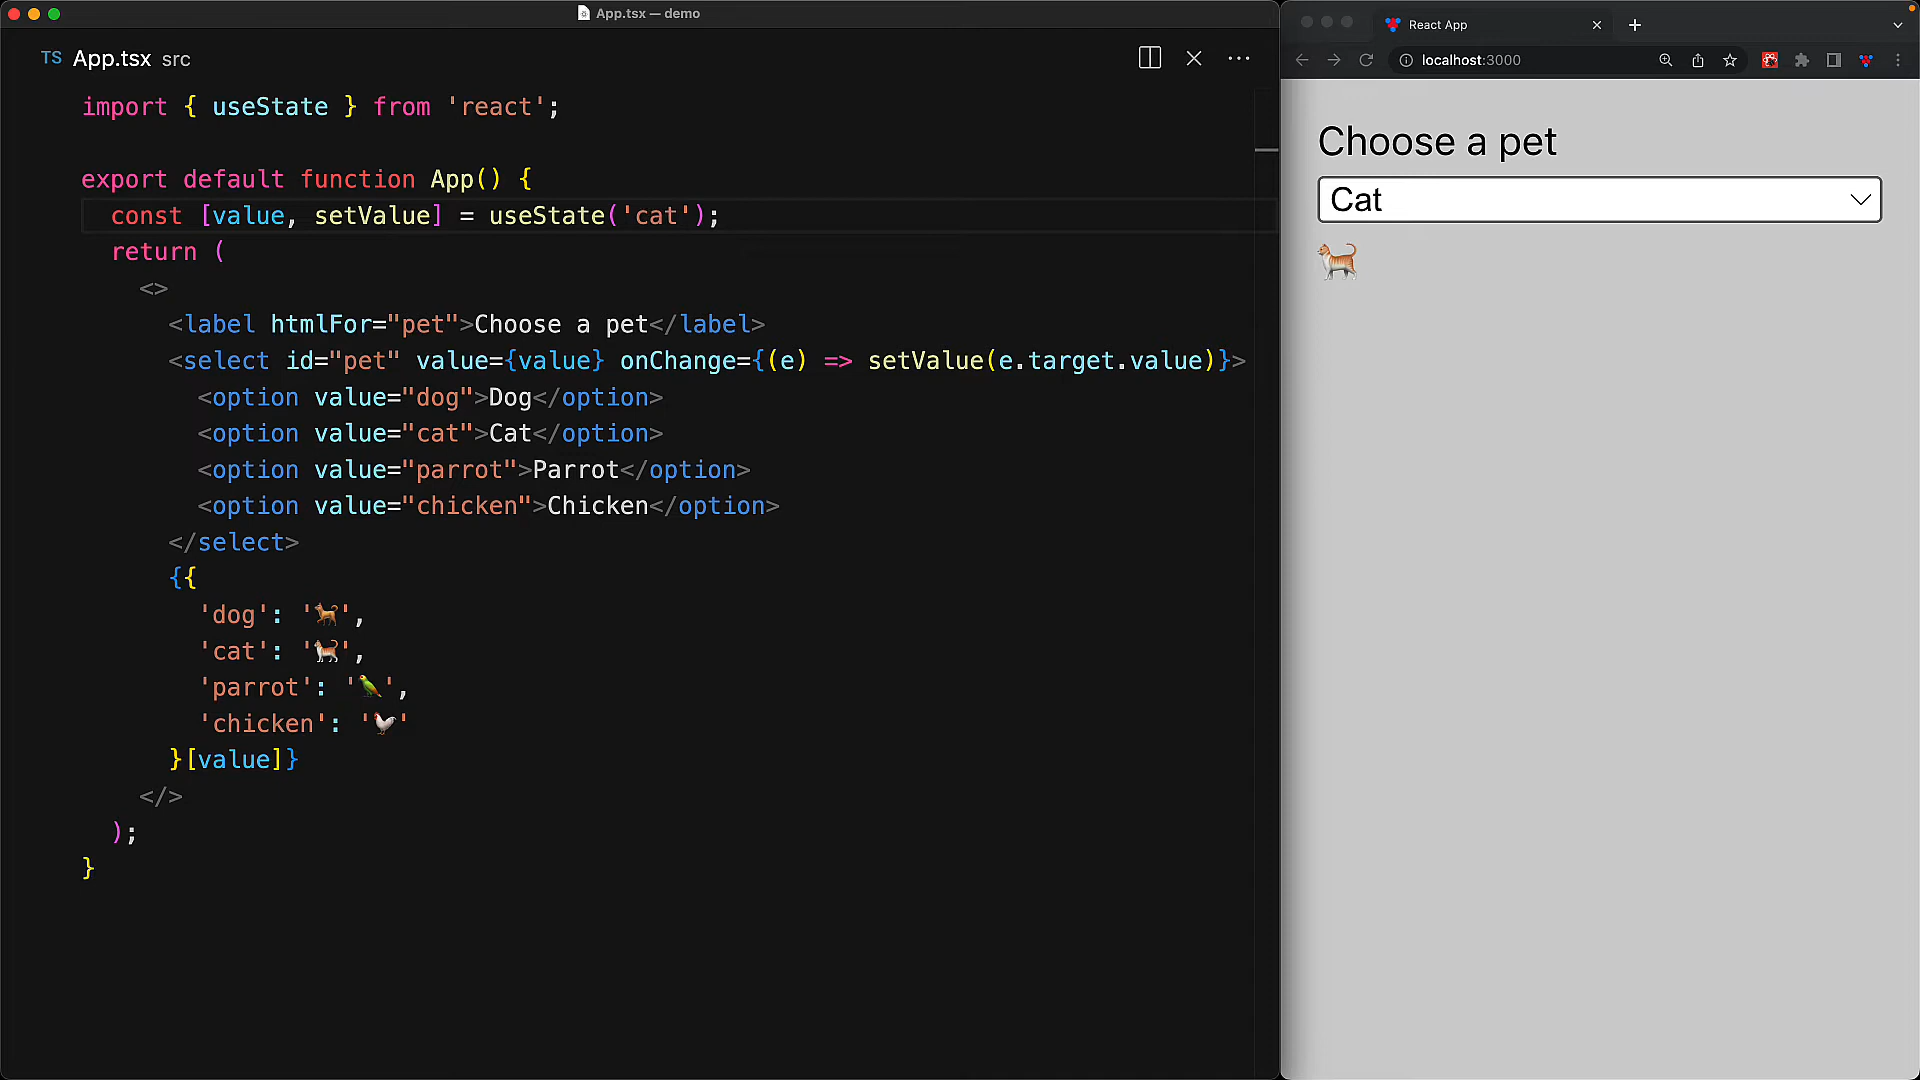 App.tsx — demo
TS App.tsx src
import { useState } from 'react';
export default function App() {
const [value, setValue] = useState('cat');
return (
<>
<label htmlFor="pet">Choose a pet</label>
<select id="pet" value={value} onChange={(e) => setValue(e.target.value)}>
<option value="dog">Dog</option>
<option value="cat">Cat</option>
<option value="parrot">Parrot</option>
<option value="chicken">Chicken</option>
</select>
{{
'dog': '🐕',
'cat': '🐈',
'parrot': '🦜',
'chicken': '🐓'
}[value]}
</>
);
}
React App
localhost:3000
Choose a pet
Cat
🐈